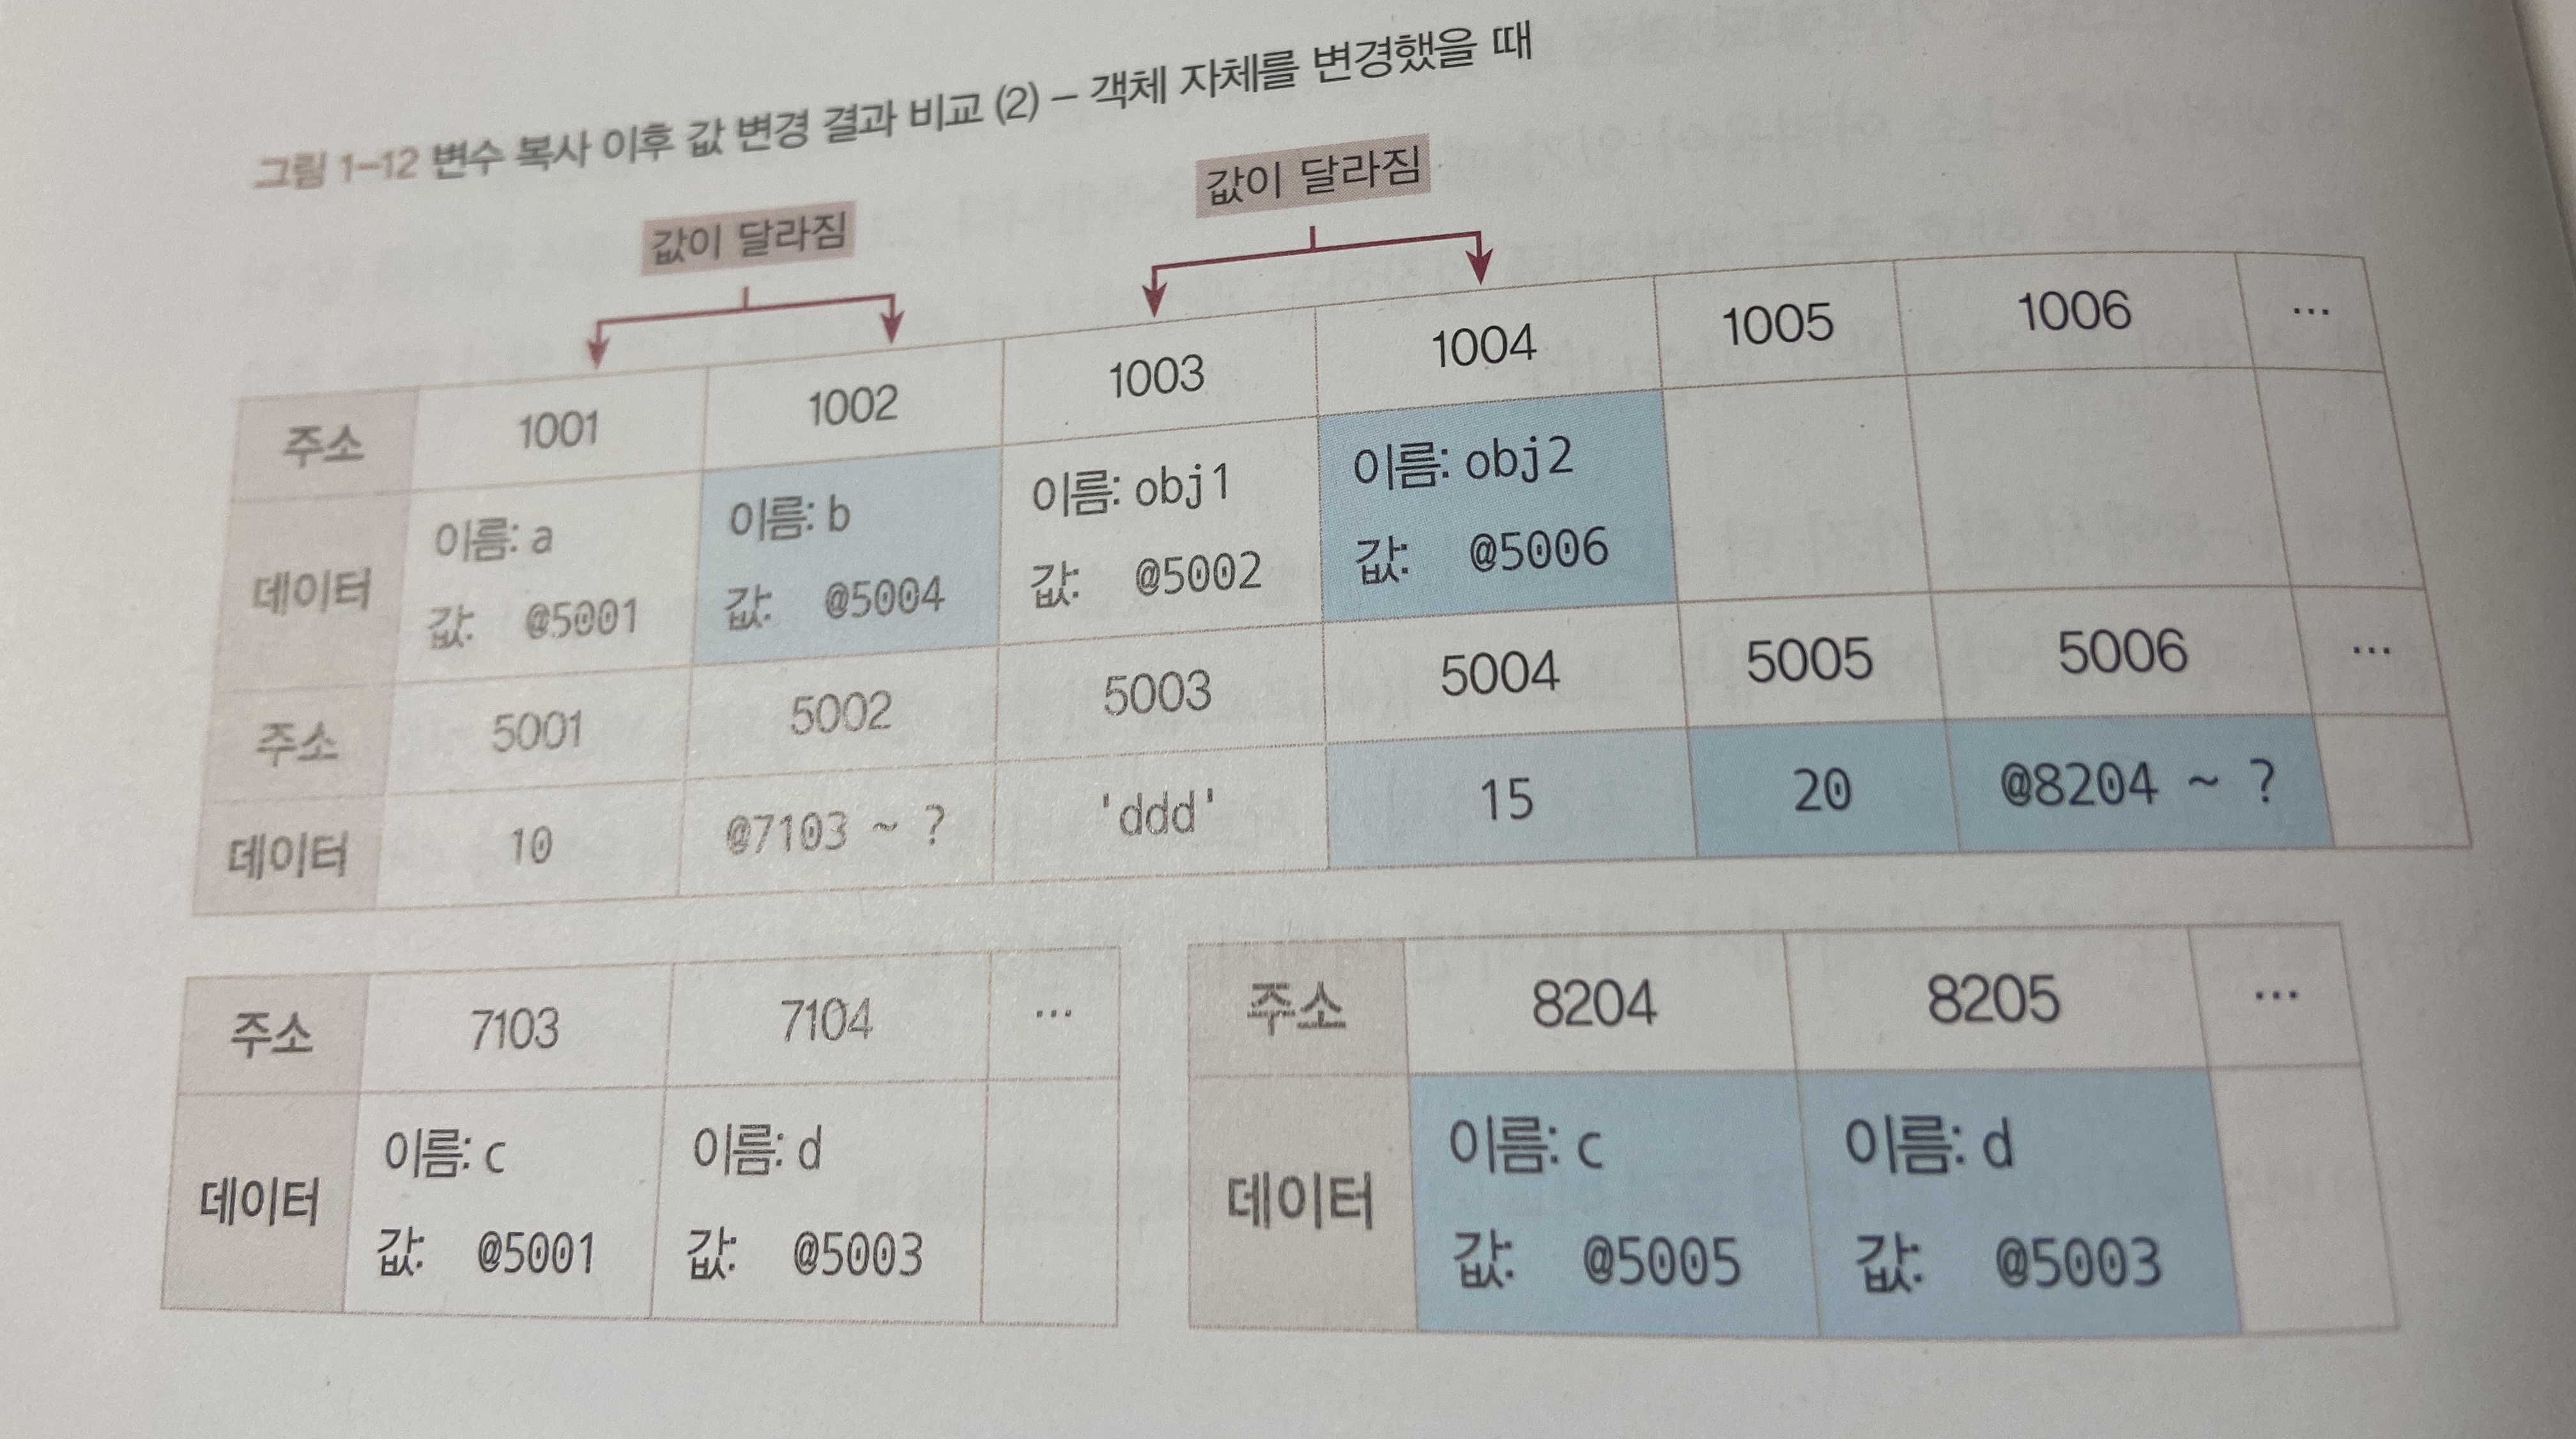 그림 1-12 변수 복사 이후 값 변경 결과 비교 (2) – 객체 자체를 변경했을 때
값이 달라짐 값이 달라짐
주소 1001 1002 1003 1004 1005 1006 ...
데이터 이름: a 이름: b 이름: obj1 이름: obj2
값: @5001 값: @5004 값: @5002 값: @5006
주소 5001 5002 5003 5004 5005 5006 ...
데이터 10 @7103 ~ ? 'ddd' 15 20 @8204 ~ ?
주소 7103 7104 ...
데이터 이름: c 이름: d
값: @5001 값: @5003
주소 8204 8205 ...
데이터 이름: c 이름: d
값: @5005 값: @5003